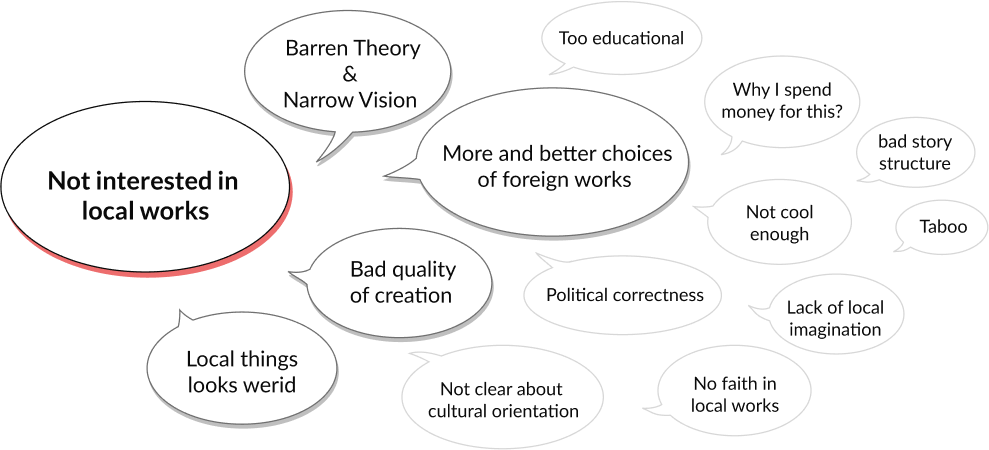 Barren Theory
&
Narrow Vision
Too educational
Why I spend
money for this?
More and better choices
of foreign works
bad story
structure
Not interested in
local works
Not cool
enough
Taboo
Bad quality
of creation
Political correctness
Lack of local
imagination
Local things
looks werid
Not clear about
cultural orientation
No faith in
local works